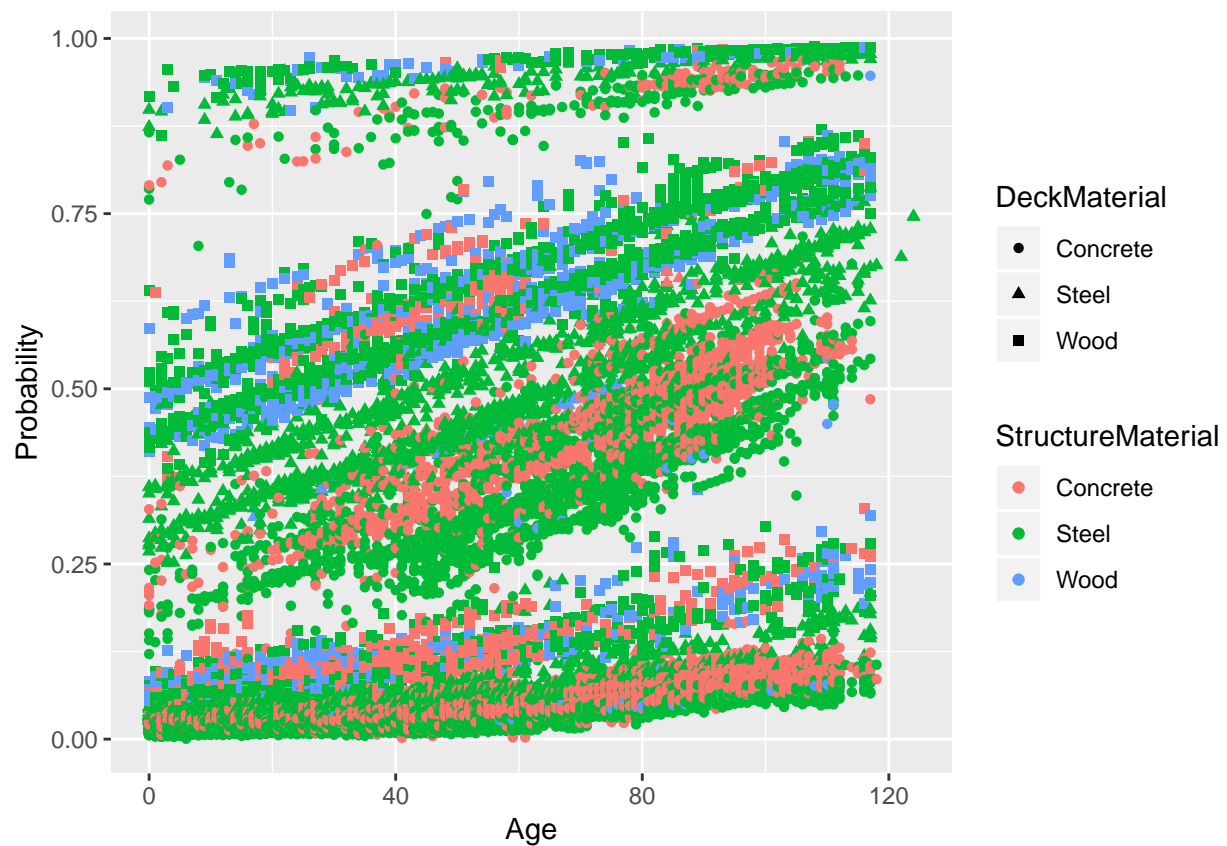 1.00
0.75
0.50
0.25
0.00
Probability
0 40 80 120
Age
DeckMaterial
Concrete
Steel
Wood
StructureMaterial
Concrete
Steel
Wood